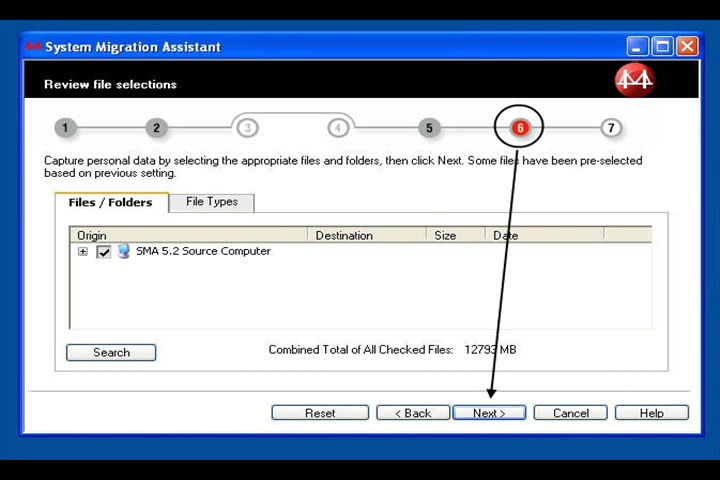 System Migration Assistant
Review file selections
1 2 3 4 5 6 7
Capture personal data by selecting the appropriate files and folders, then click Next. Some files have been pre-selected
based on previous setting.
Files / Folders File Types
Origin Destination Size Date
SMA 5.2 Source Computer
Search Combined Total of All Checked Files: 12793 MB
Reset < Back Next > Cancel Help